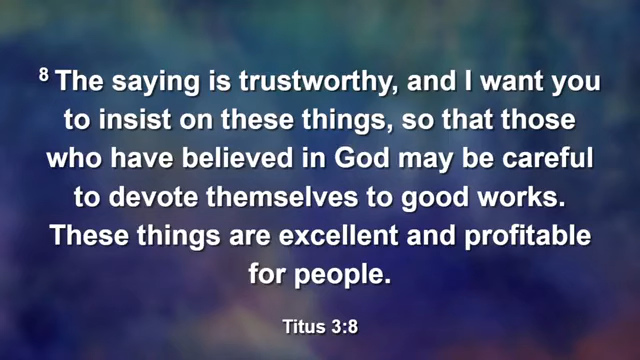 8 The saying is trustworthy, and I want you
to insist on these things, so that those
who have believed in God may be careful
to devote themselves to good works.
These things are excellent and profitable
for people.
Titus 3:8